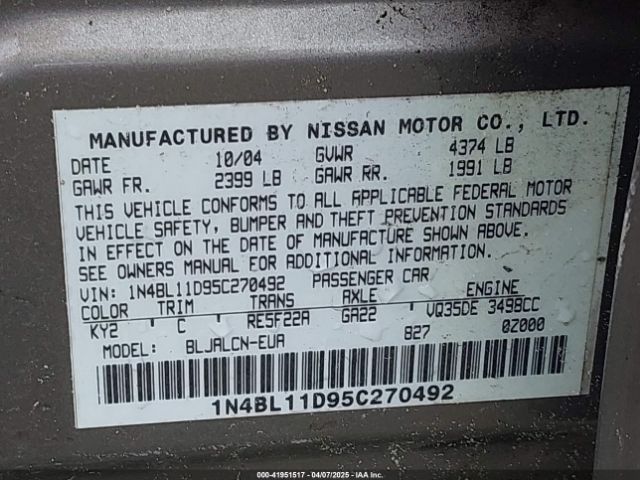 MANUFACTURED BY NISSAN MOTOR CO., LTD.
DATE 10/04 GVWR 4374 LB
GAWR FR. 2399 LB GAWR RR. 1991 LB
THIS VEHICLE CONFORMS TO ALL APPLICABLE FEDERAL MOTOR
VEHICLE SAFETY, BUMPER AND THEFT PREVENTION STANDARDS
IN EFFECT ON THE DATE OF MANUFACTURE SHOWN ABOVE.
SEE OWNERS MANUAL FOR ADDITIONAL INFORMATION.
VIN: 1N4BL11D95C270492 PASSENGER CAR
COLOR TRIM TRANS AXLE ENGINE
KY2 C RE5F22A GA22 VQ35DE 3498CC
MODEL: BLJALCN-EUA 827 0Z000
1N4BL11D95C270492
000-41951517 - 04/07/2025 - IAA Inc.